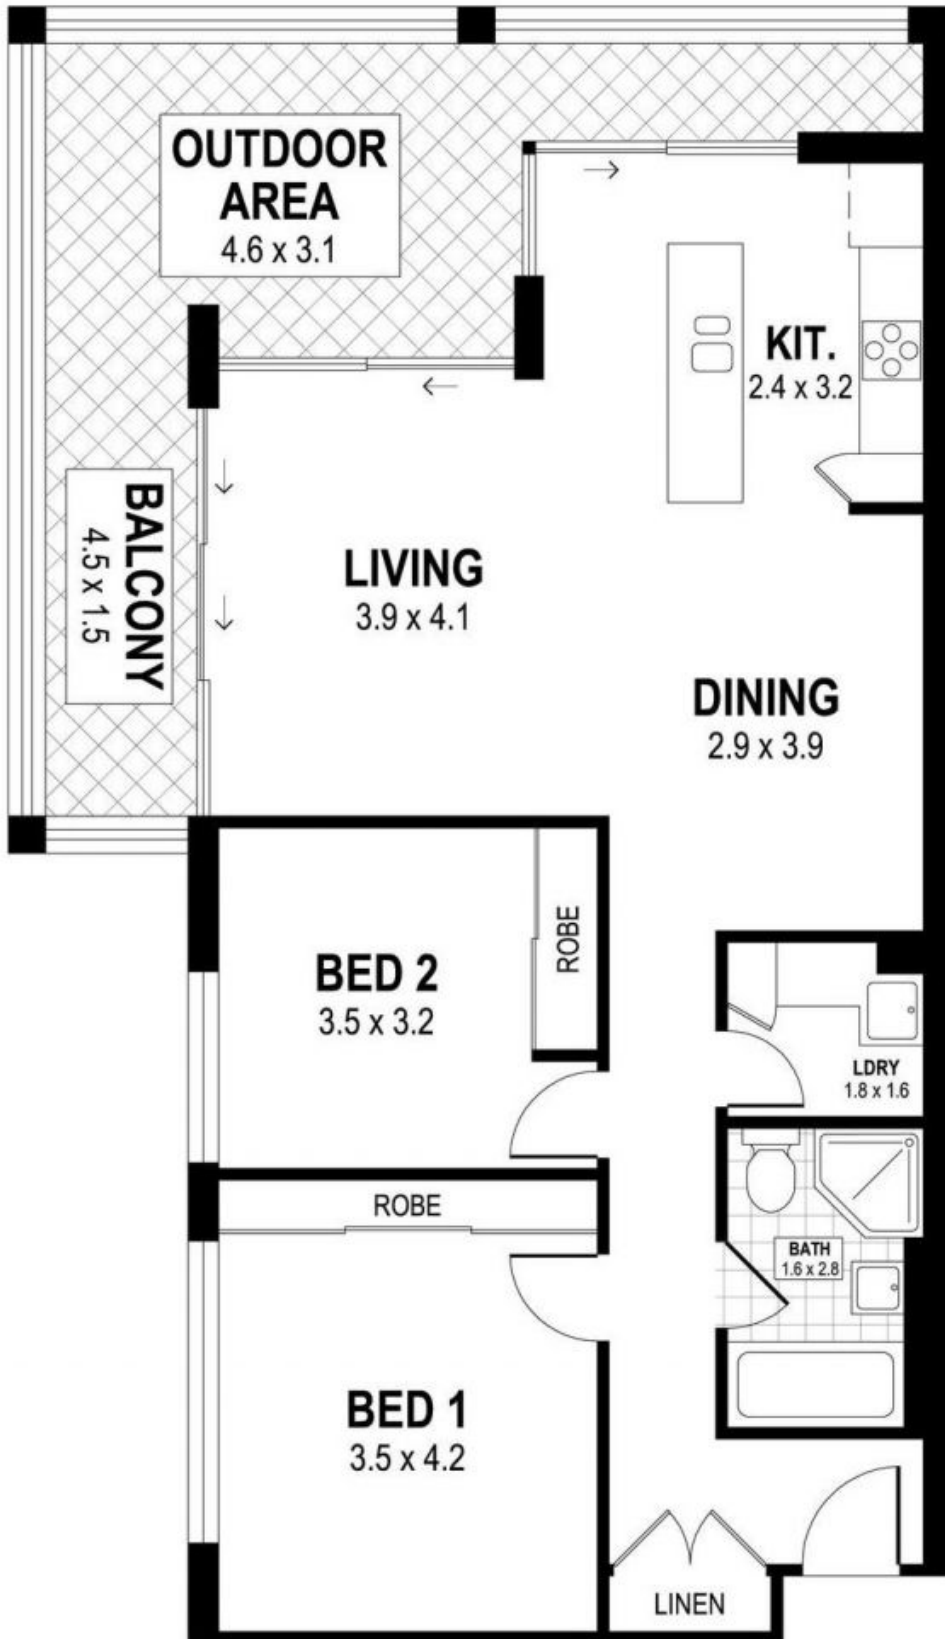 OUTDOOR
AREA
4.6 x 3.1
KIT.
2.4 x 3.2
BALCONY
4.5 x 1.5
LIVING
3.9 x 4.1
DINING
2.9 x 3.9
BED 2
3.5 x 3.2
ROBE
LDRY
1.8 x 1.6
ROBE
BATH
1.6 x 2.8
BED 1
3.5 x 4.2
LINEN